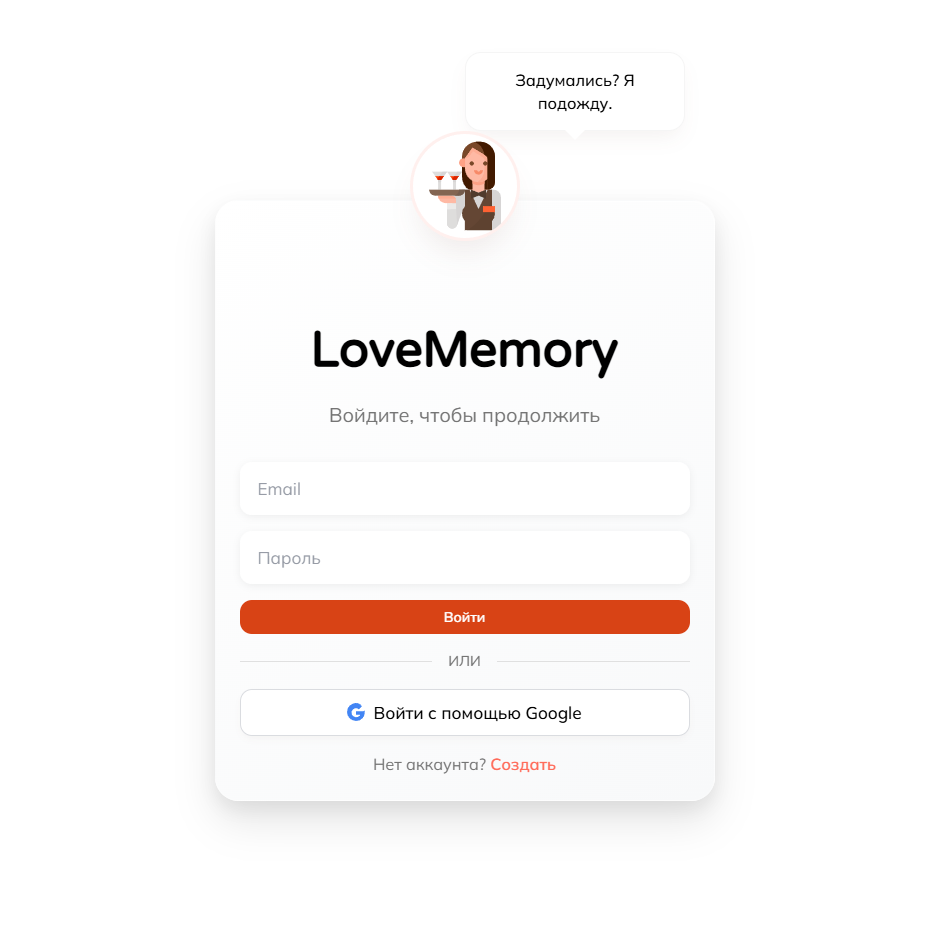 Задумались? Я
подожду.
LoveMemory
Войдите, чтобы продолжить
Email
Пароль
Войти
ИЛИ
Войти с помощью Google
Нет аккаунта? Создать